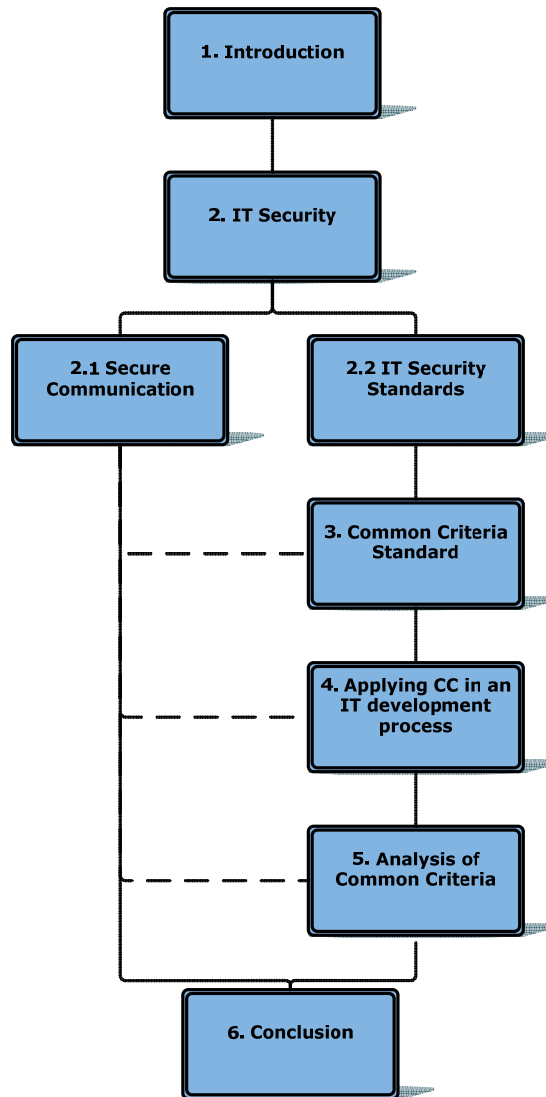 1. Introduction
2. IT Security
2.1 Secure
Communication
2.2 IT Security
Standards
3. Common Criteria
Standard
4. Applying CC in an
IT development
process
5. Analysis of
Common Criteria
6. Conclusion